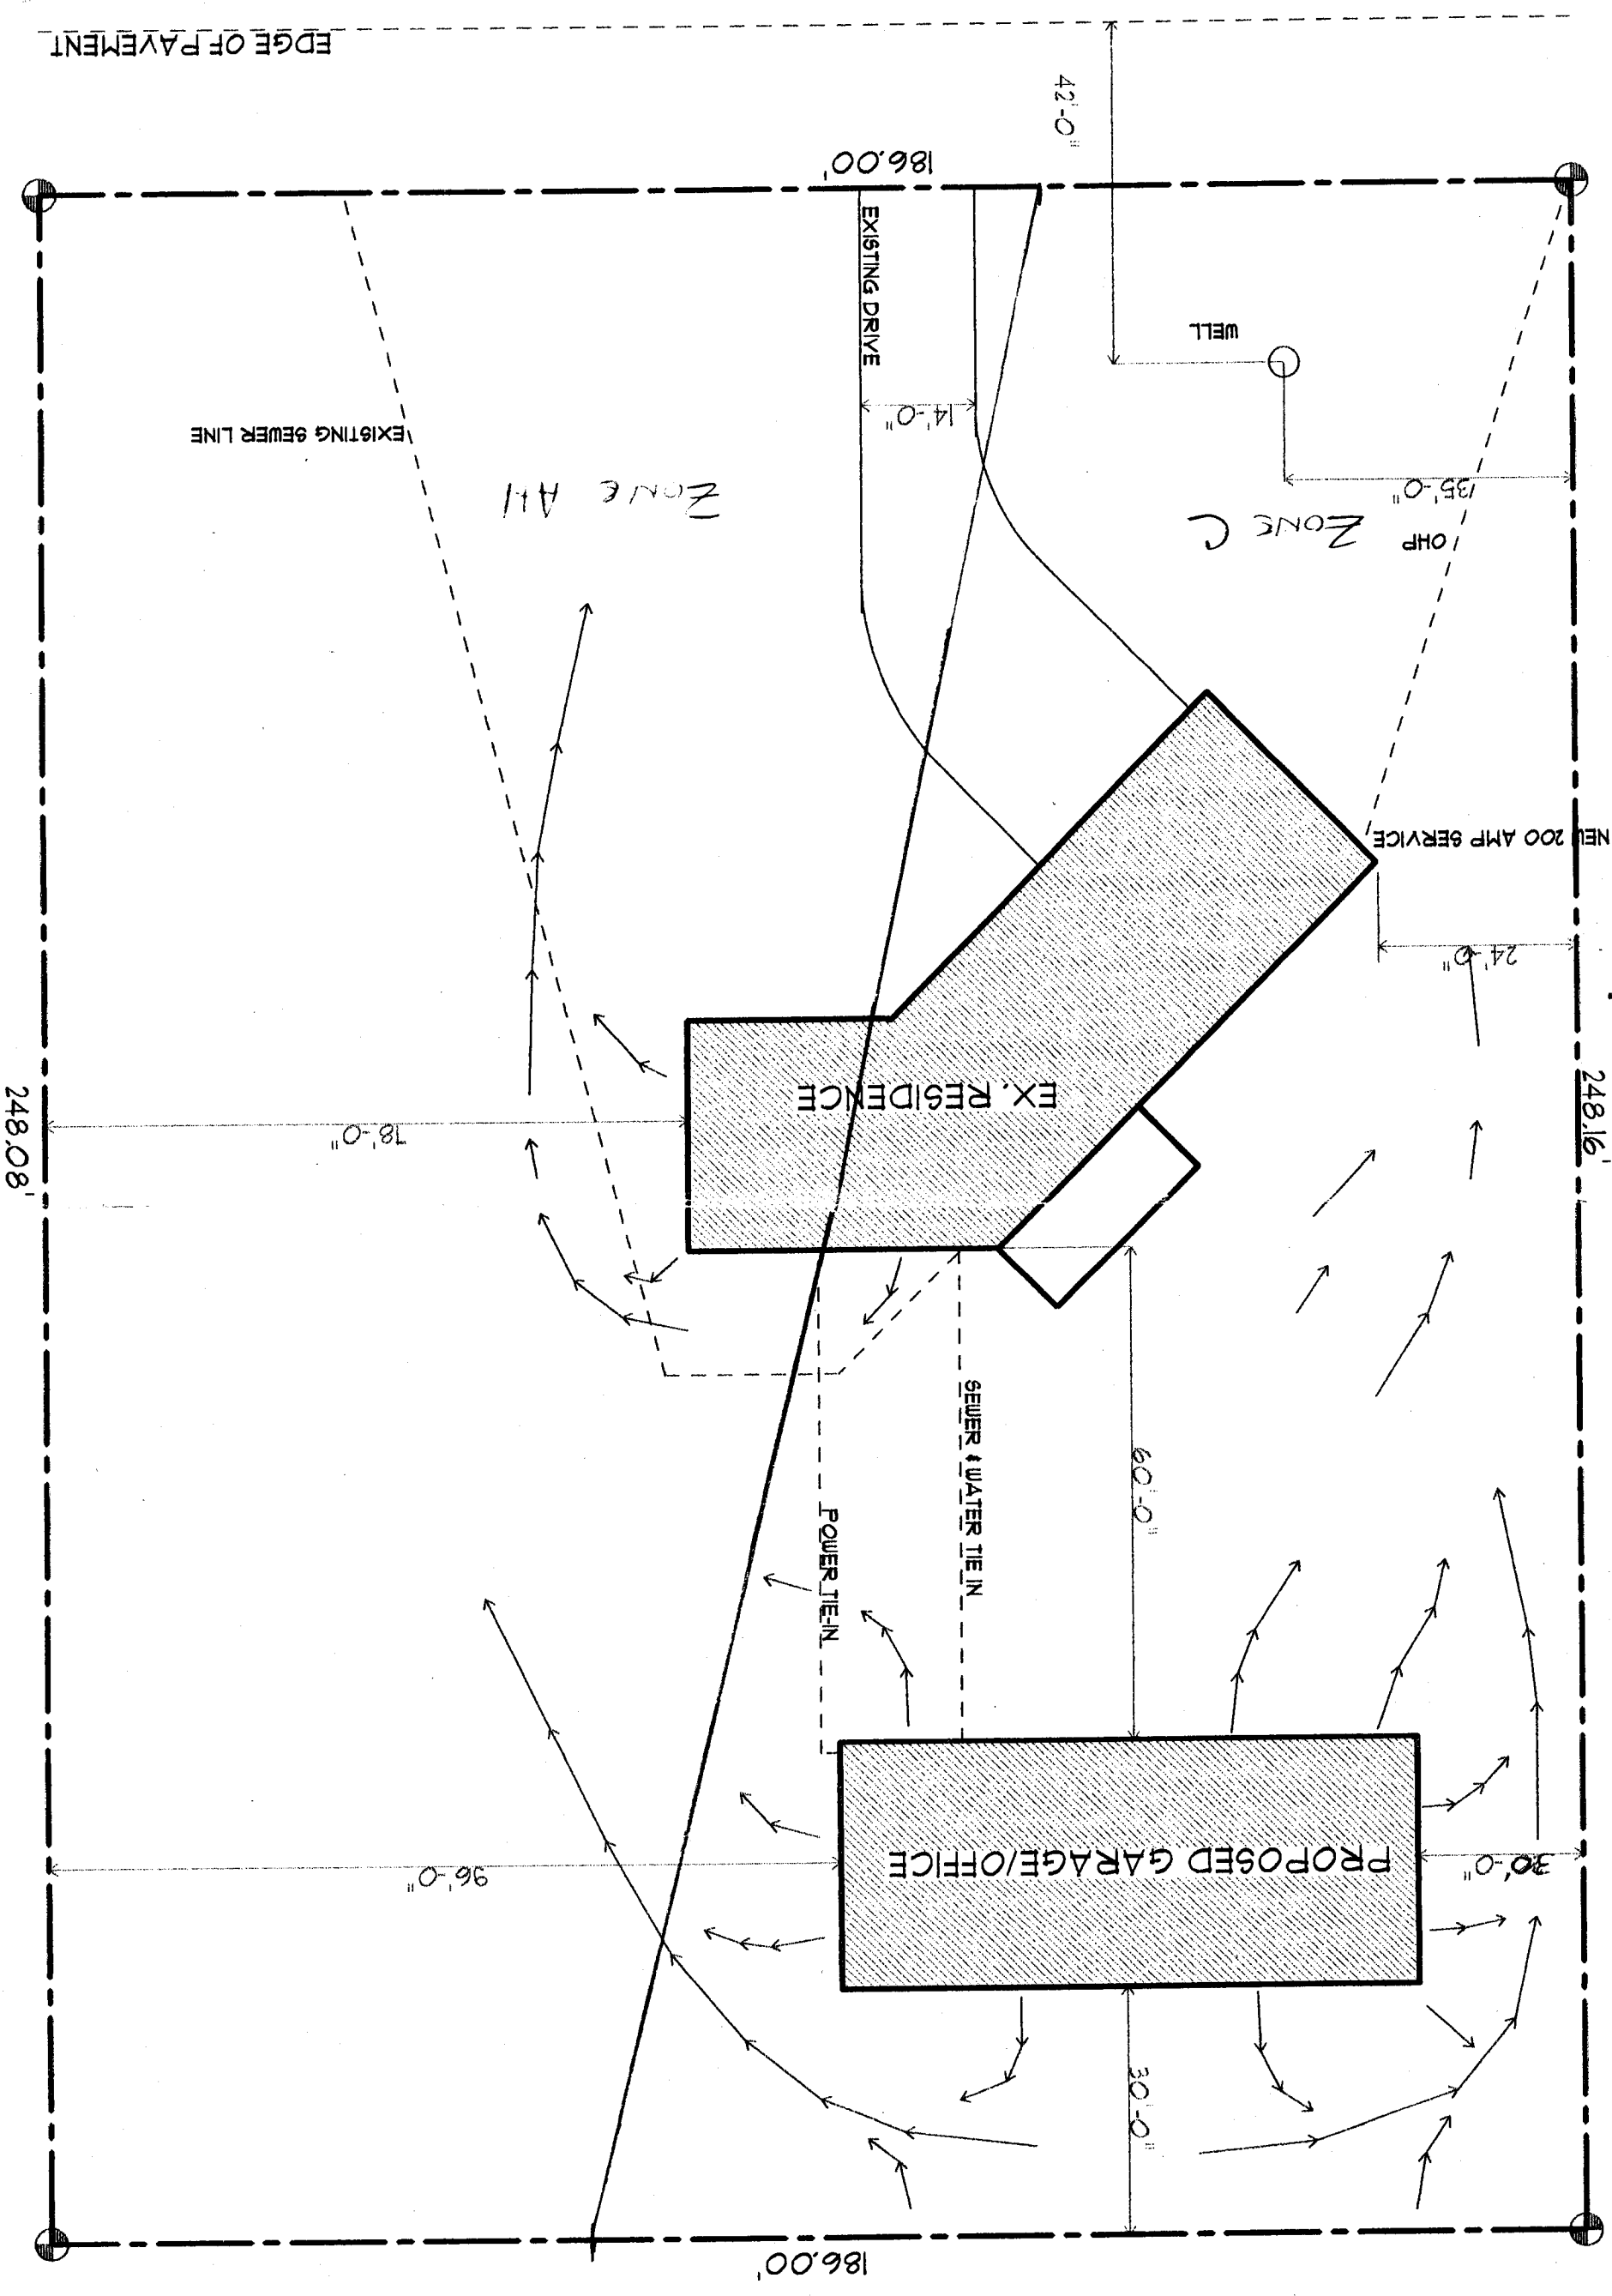 186.00'
30'-0"
30'-0"
PROPOSED GARAGE/OFFICE
96'-0"
POWER TIE-IN
SEWER & WATER TIE IN
60'-0"
248.16'
EX. RESIDENCE
78'-0"
248.08'
24'-0"
NEW 200 AMP SERVICE
OHP
ZONE C
ZONE AH
35'-0"
EXISTING SEWER LINE
14'-0"
WELL
EXISTING DRIVE
186.00'
42'-0"
EDGE OF PAVEMENT